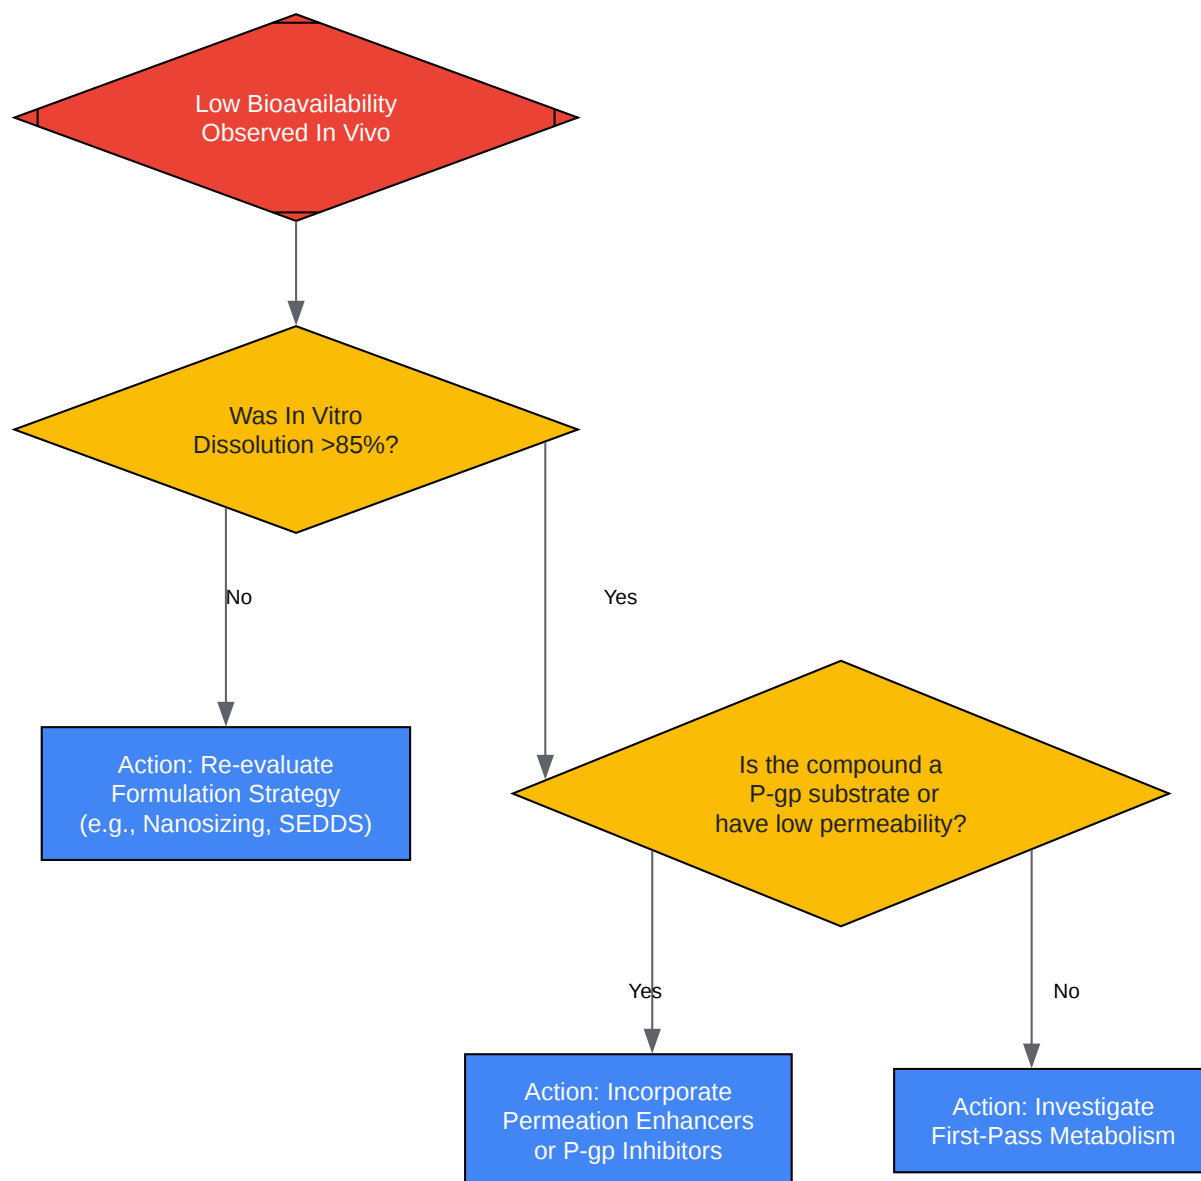 Low Bioavailability
Observed In Vivo
Was In Vitro
Dissolution >85%?
No
Yes
Action: Re-evaluate
Formulation Strategy
(e.g., Nanosizing, SEDDS)
Is the compound a
P-gp substrate or
have low permeability?
Yes
No
Action: Incorporate
Permeation Enhancers
or P-gp Inhibitors
Action: Investigate
First-Pass Metabolism